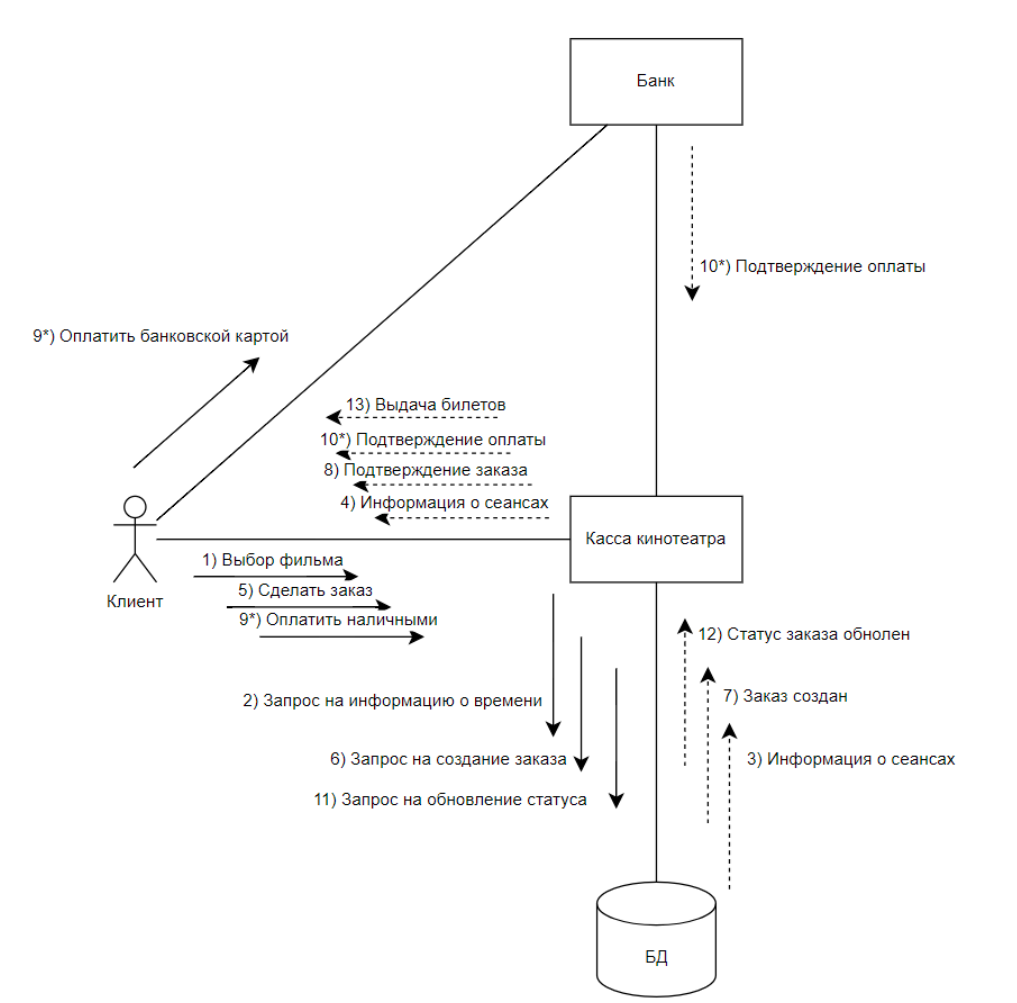 Банк
10*) Подтверждение оплаты
9*) Оплатить банковской картой
13) Выдача билетов
10*) Подтверждение оплаты
8) Подтверждение заказа
4) Информация о сеансах
Касса кинотеатра
1) Выбор фильма
Клиент
5) Сделать заказ
9*) Оплатить наличными
12) Статус заказа обнолен
2) Запрос на информацию о времени
7) Заказ создан
6) Запрос на создание заказа
3) Информация о сеансах
11) Запрос на обновление статуса
БД